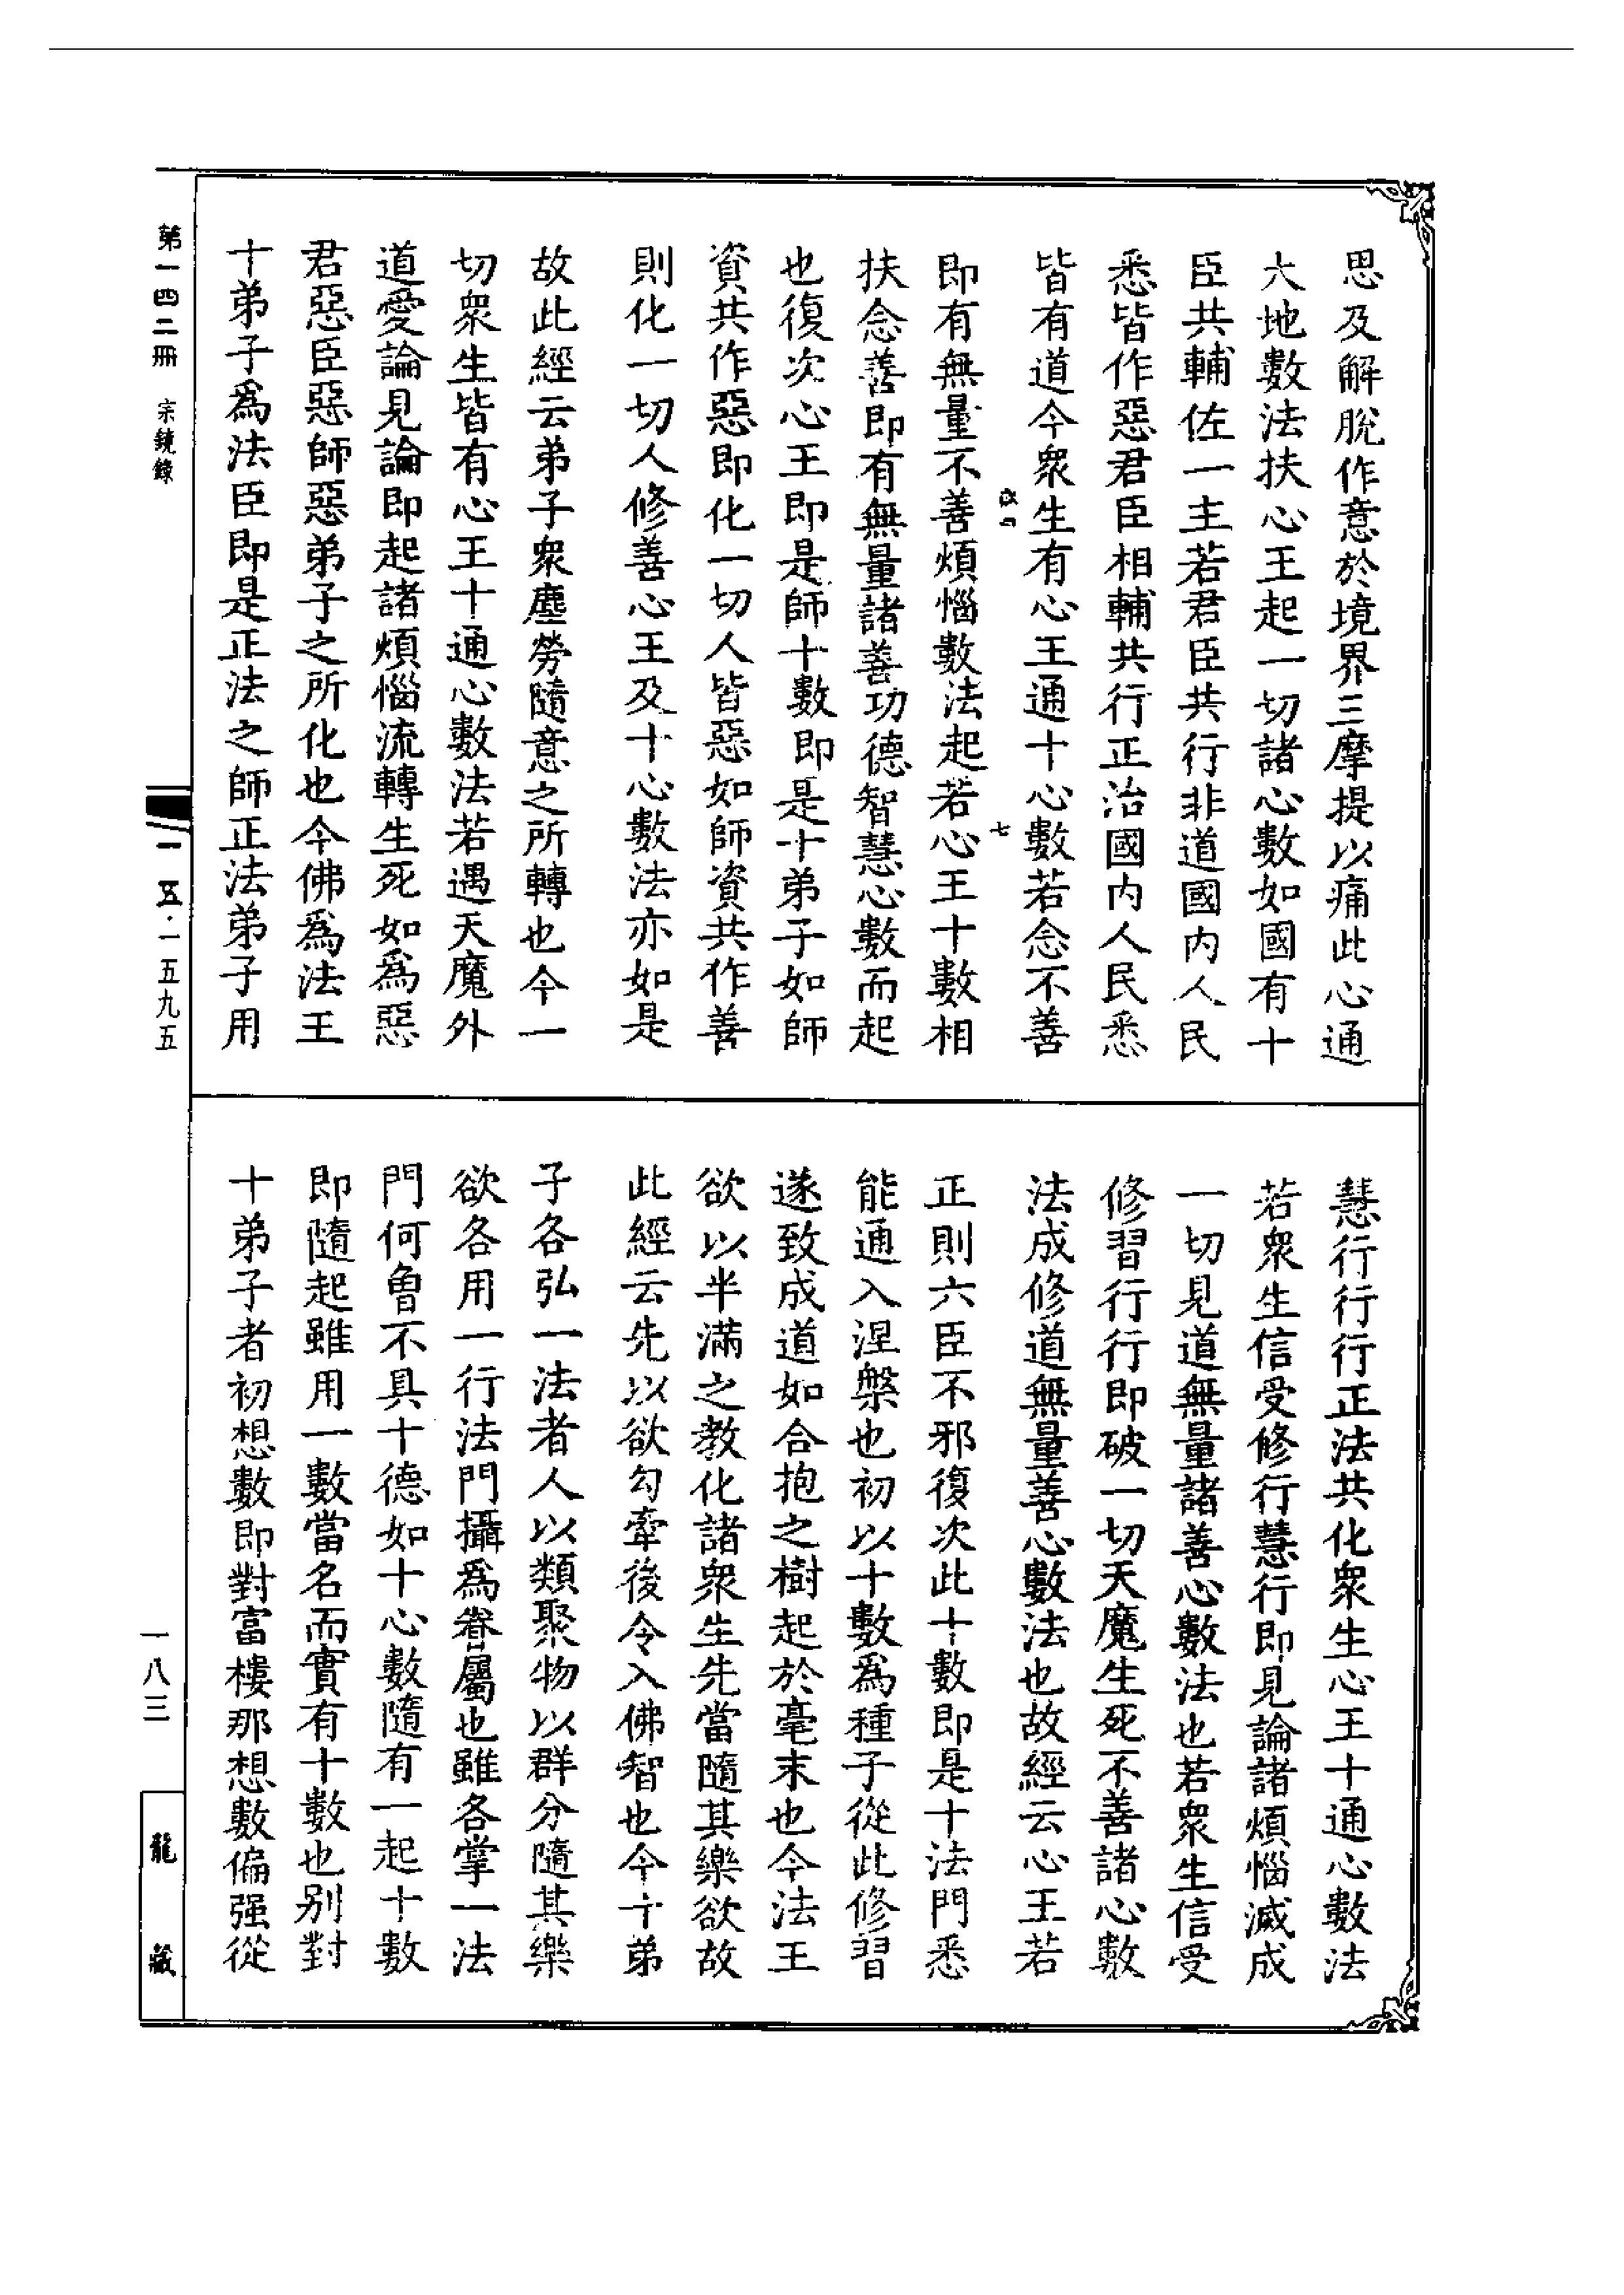 思及解脫作意於境界三摩提以痛此心通
大地數法扶心王起一切諸心數如國有十
臣共輔佐一主若君臣共行非道國內人民
悉皆作惡君臣相輔共行正治國內人民悉
皆有道今衆生有心王通十心數若念不善
七
即有無量不善煩惱數法起若心王十數相
扶念善即有無量諸善功德智慧心數而起
也復次心王即是師十數即是十弟子如師
資共作惡即化一切人皆惡如師資共作善
則化一切人修善心王及十心數法亦如是
故此經云弟子衆塵勞隨意之所轉也今一
切衆生皆有心王十通心數法若遇天魔外
道愛論見論即起諸煩惱流轉生死如爲惡
君惡臣惡師惡弟子之所化也今佛爲法王
十弟子爲法臣即是正法之師正法弟子用
慧行行行正法共化衆生心王十通心數法
若衆生信受修行慧行即見論諸煩惱滅成
一切見道無量諸善心數法也若衆生信受
修習行行即破一切天魔生死不善諸心數
法成修道無量善心數法也故經云心王若
正則六臣不邪復次此十數即是十法門悉
能通入涅槃也初以十數爲種子從此修習
遂致成道如合抱之樹起於毫末也今法王
欲以半滿之教化諸衆生先當隨其樂欲故
此經云先以欲勾牽後令入佛智也今十弟
子各弘一法者人以類聚物以群分隨其樂
欲各用一行法門攝爲眷屬也雖各掌一法
門何曾不具十德如十心數隨有一起十數
即隨起雖用一數當名而實有十數也別對
十弟子者初想數即對富樓那想數偏强從
第一四二冊 宗鏡錄
一五·一五九五
一八三
龍藏